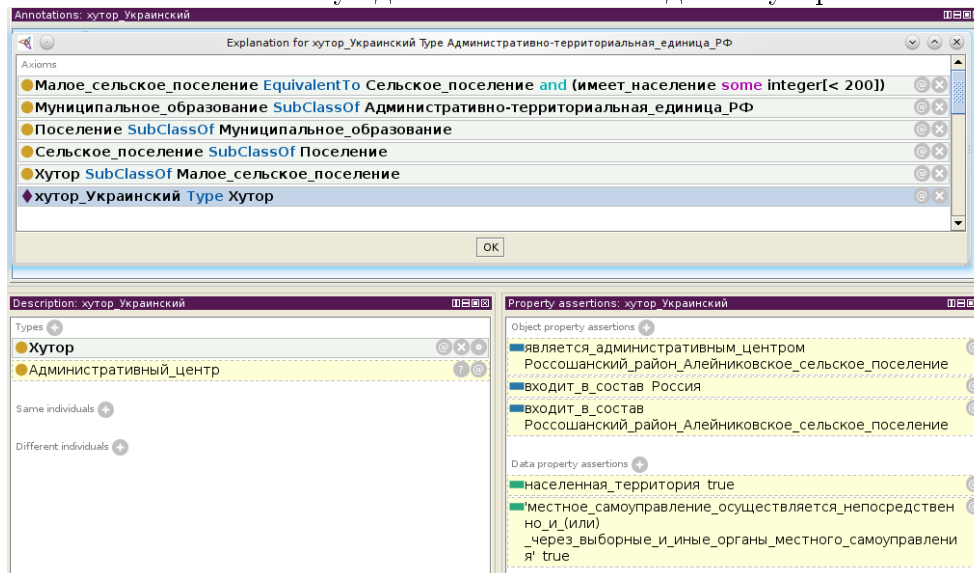 Annotations: хутор_Украинский
Explanation for хутор_Украинский Type Административно-территориальная_единица_РФ
Axioms
Малое_сельское_поселение EquivalentTo Сельское_поселение and (имеет_население some integer[< 200])
Муниципальное_образование SubClassOf Административно-территориальная_единица_РФ
Поселение SubClassOf Муниципальное_образование
Сельское_поселение SubClassOf Поселение
Хутор SubClassOf Малое_сельское_поселение
хутор_Украинский Type Хутор
OK
Description: хутор_Украинский
Types
Хутор
Административный_центр
Same individuals
Different individuals
Property assertions: хутор_Украинский
Object property assertions
является_административным_центром
Россошанский_район_Алейниковское_сельское_поселение
входит_в_состав Россия
входит_в_состав
Россошанский_район_Алейниковское_сельское_поселение
Data property assertions
населенная_территория true
'местное_самоуправление_осуществляется_непосредствен
но_и_(или)
_через_выборные_и_иные_органы_местного_самоуправлени
я' true